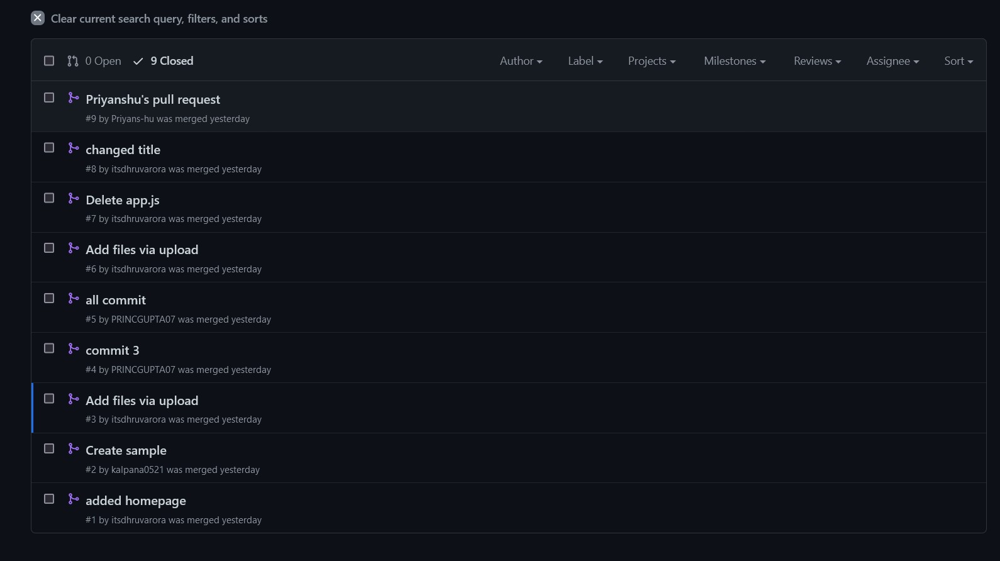 Clear current search query, filters, and sorts
0 Open 9 Closed Author Label Projects Milestones Reviews Assignee Sort
Priyanshu's pull request
#9 by Priyans-hu was merged yesterday
changed title
#8 by itsdhruvarora was merged yesterday
Delete app.js
#7 by itsdhruvarora was merged yesterday
Add files via upload
#6 by itsdhruvarora was merged yesterday
all commit
#5 by PRINCGUPTA07 was merged yesterday
commit 3
#4 by PRINCGUPTA07 was merged yesterday
Add files via upload
#3 by itsdhruvarora was merged yesterday
Create sample
#2 by kalpana0521 was merged yesterday
added homepage
#1 by itsdhruvarora was merged yesterday